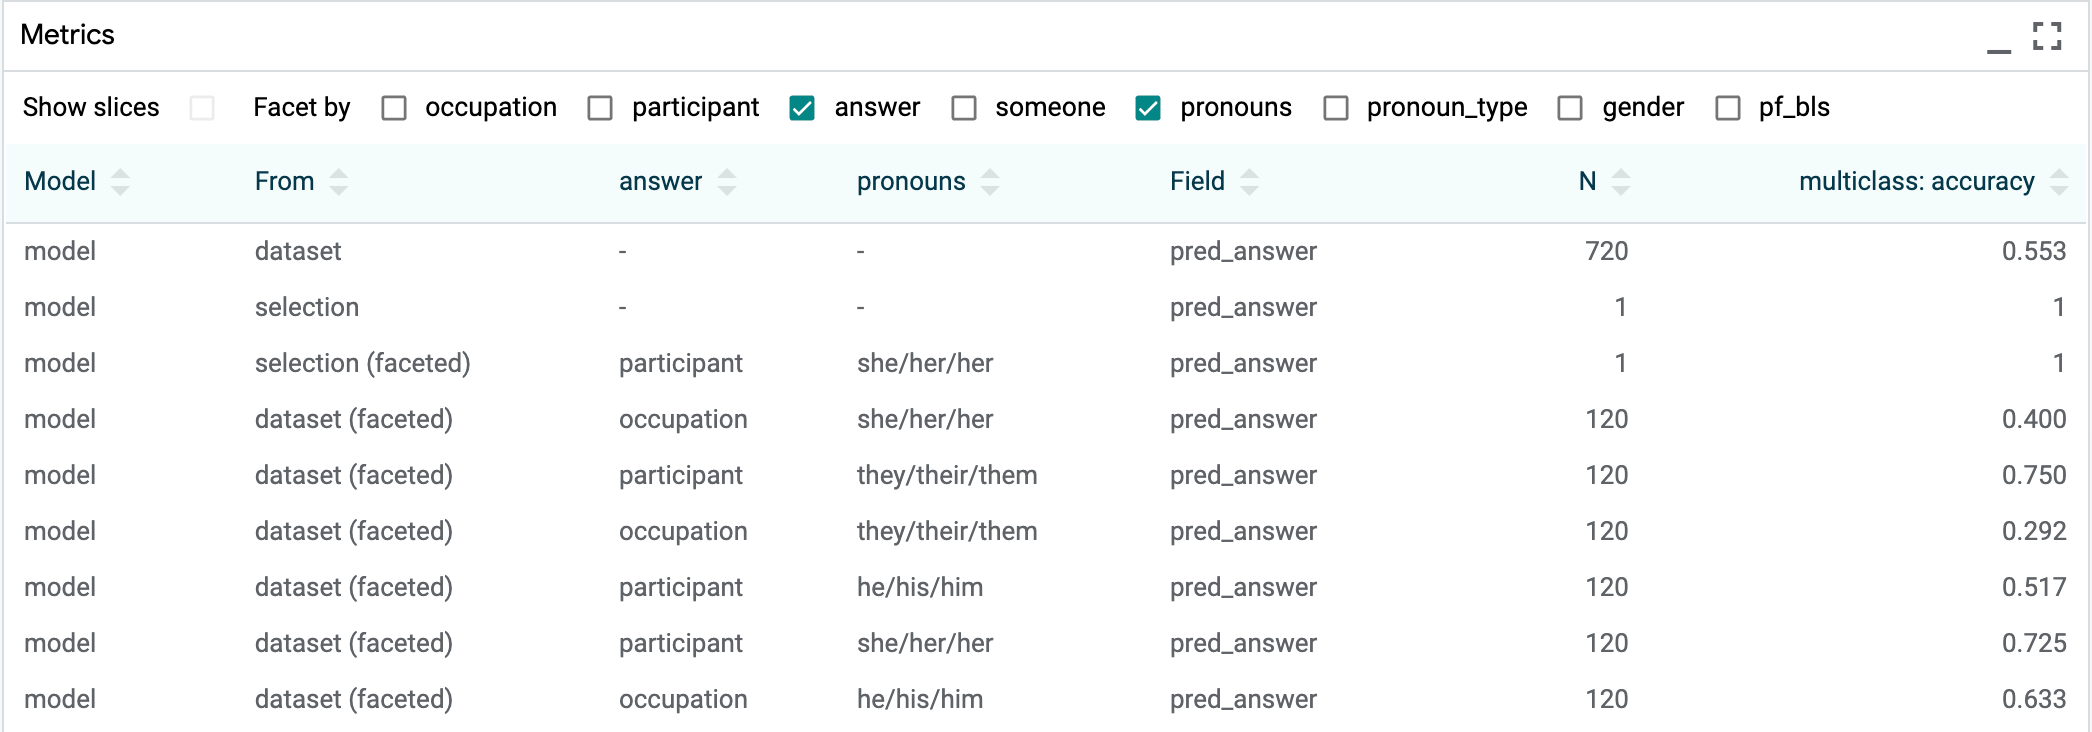 Metrics
Show slices Facet by occupation participant answer someone pronouns pronoun_type gender pf_bls
Model From answer pronouns Field N multiclass: accuracy
model dataset - - pred_answer 720 0.553
model selection - - pred_answer 1 1
model selection (faceted) participant she/her/her pred_answer 1 1
model dataset (faceted) occupation she/her/her pred_answer 120 0.400
model dataset (faceted) participant they/their/them pred_answer 120 0.750
model dataset (faceted) occupation they/their/them pred_answer 120 0.292
model dataset (faceted) participant he/his/him pred_answer 120 0.517
model dataset (faceted) participant she/her/her pred_answer 120 0.725
model dataset (faceted) occupation he/his/him pred_answer 120 0.633